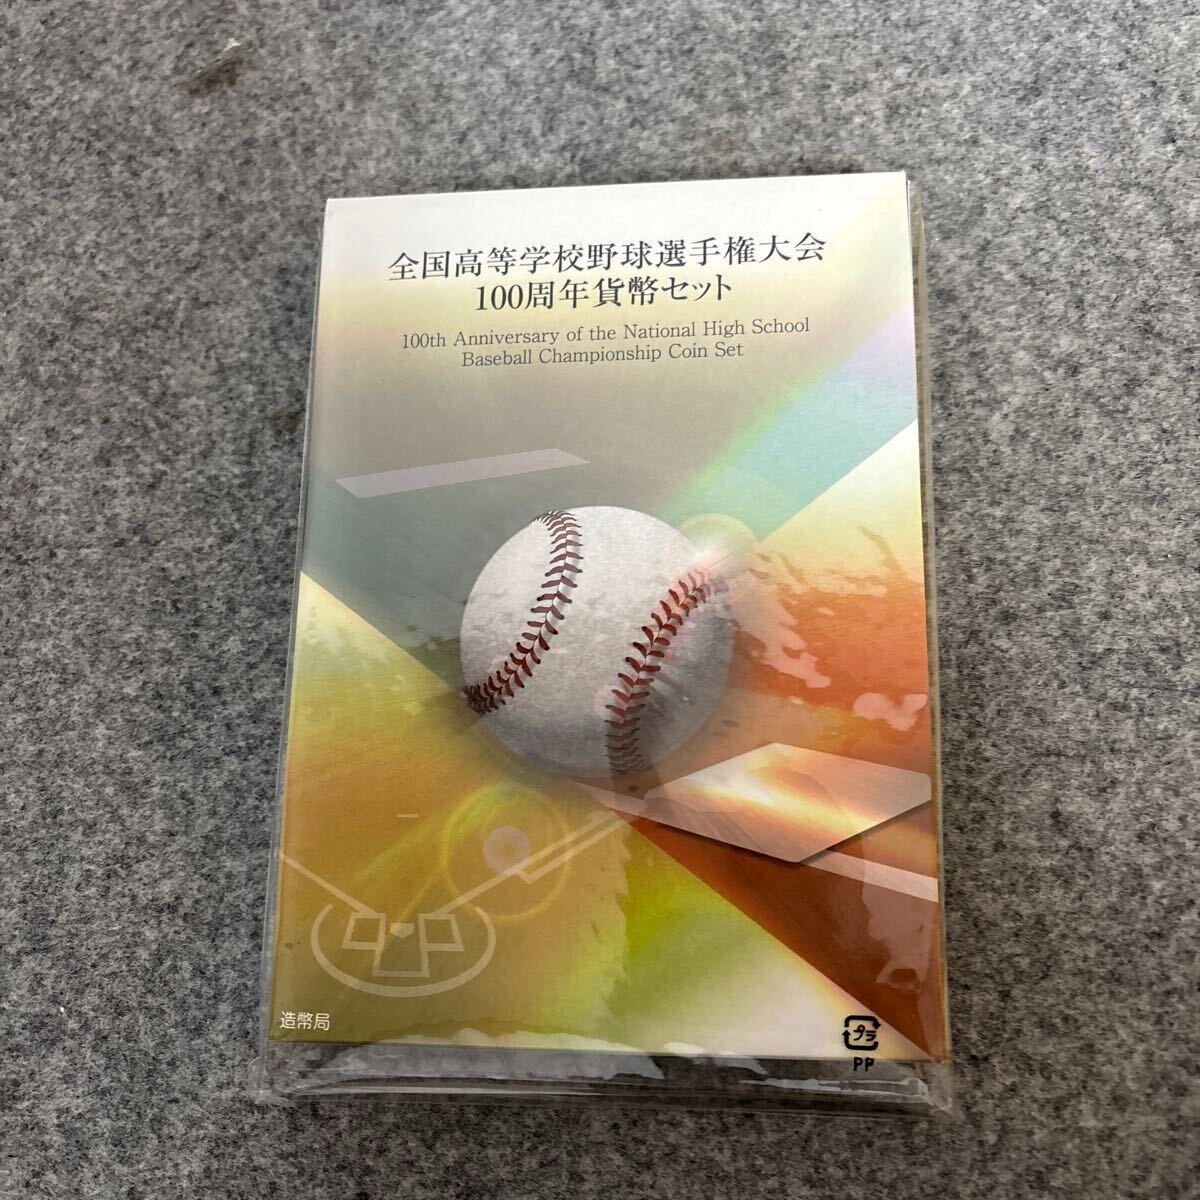 全国高等学校野球選手権大会
100周年貨幣セット
100th Anniversary of the National High School
Baseball Championship Coin Set
造幣局
プラ
PP